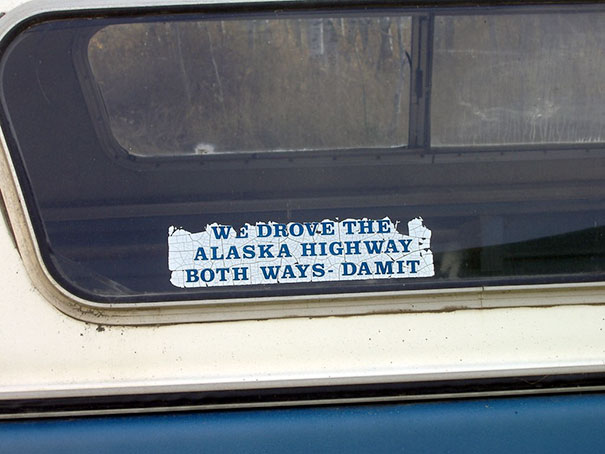 WE DROVE THE
ALASKA HIGHWAY
BOTH WAYS - DAMIT